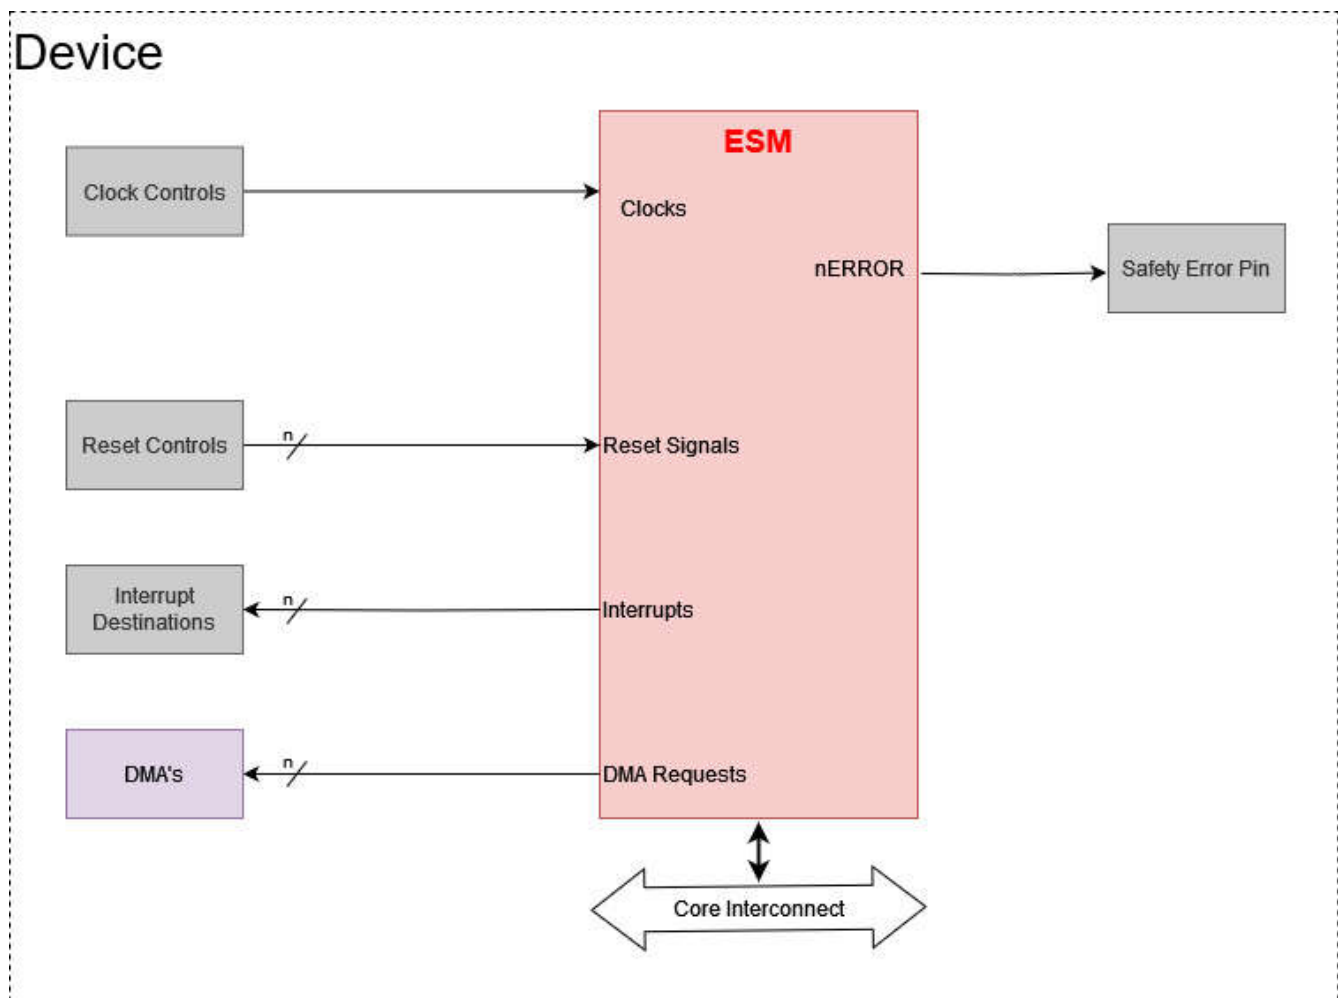 Device
ESM
Clock Controls
Clocks
nERROR
Safety Error Pin
Reset Controls
n
Reset Signals
Interrupt
Destinations
n
Interrupts
DMA's
n
DMA Requests
Core Interconnect